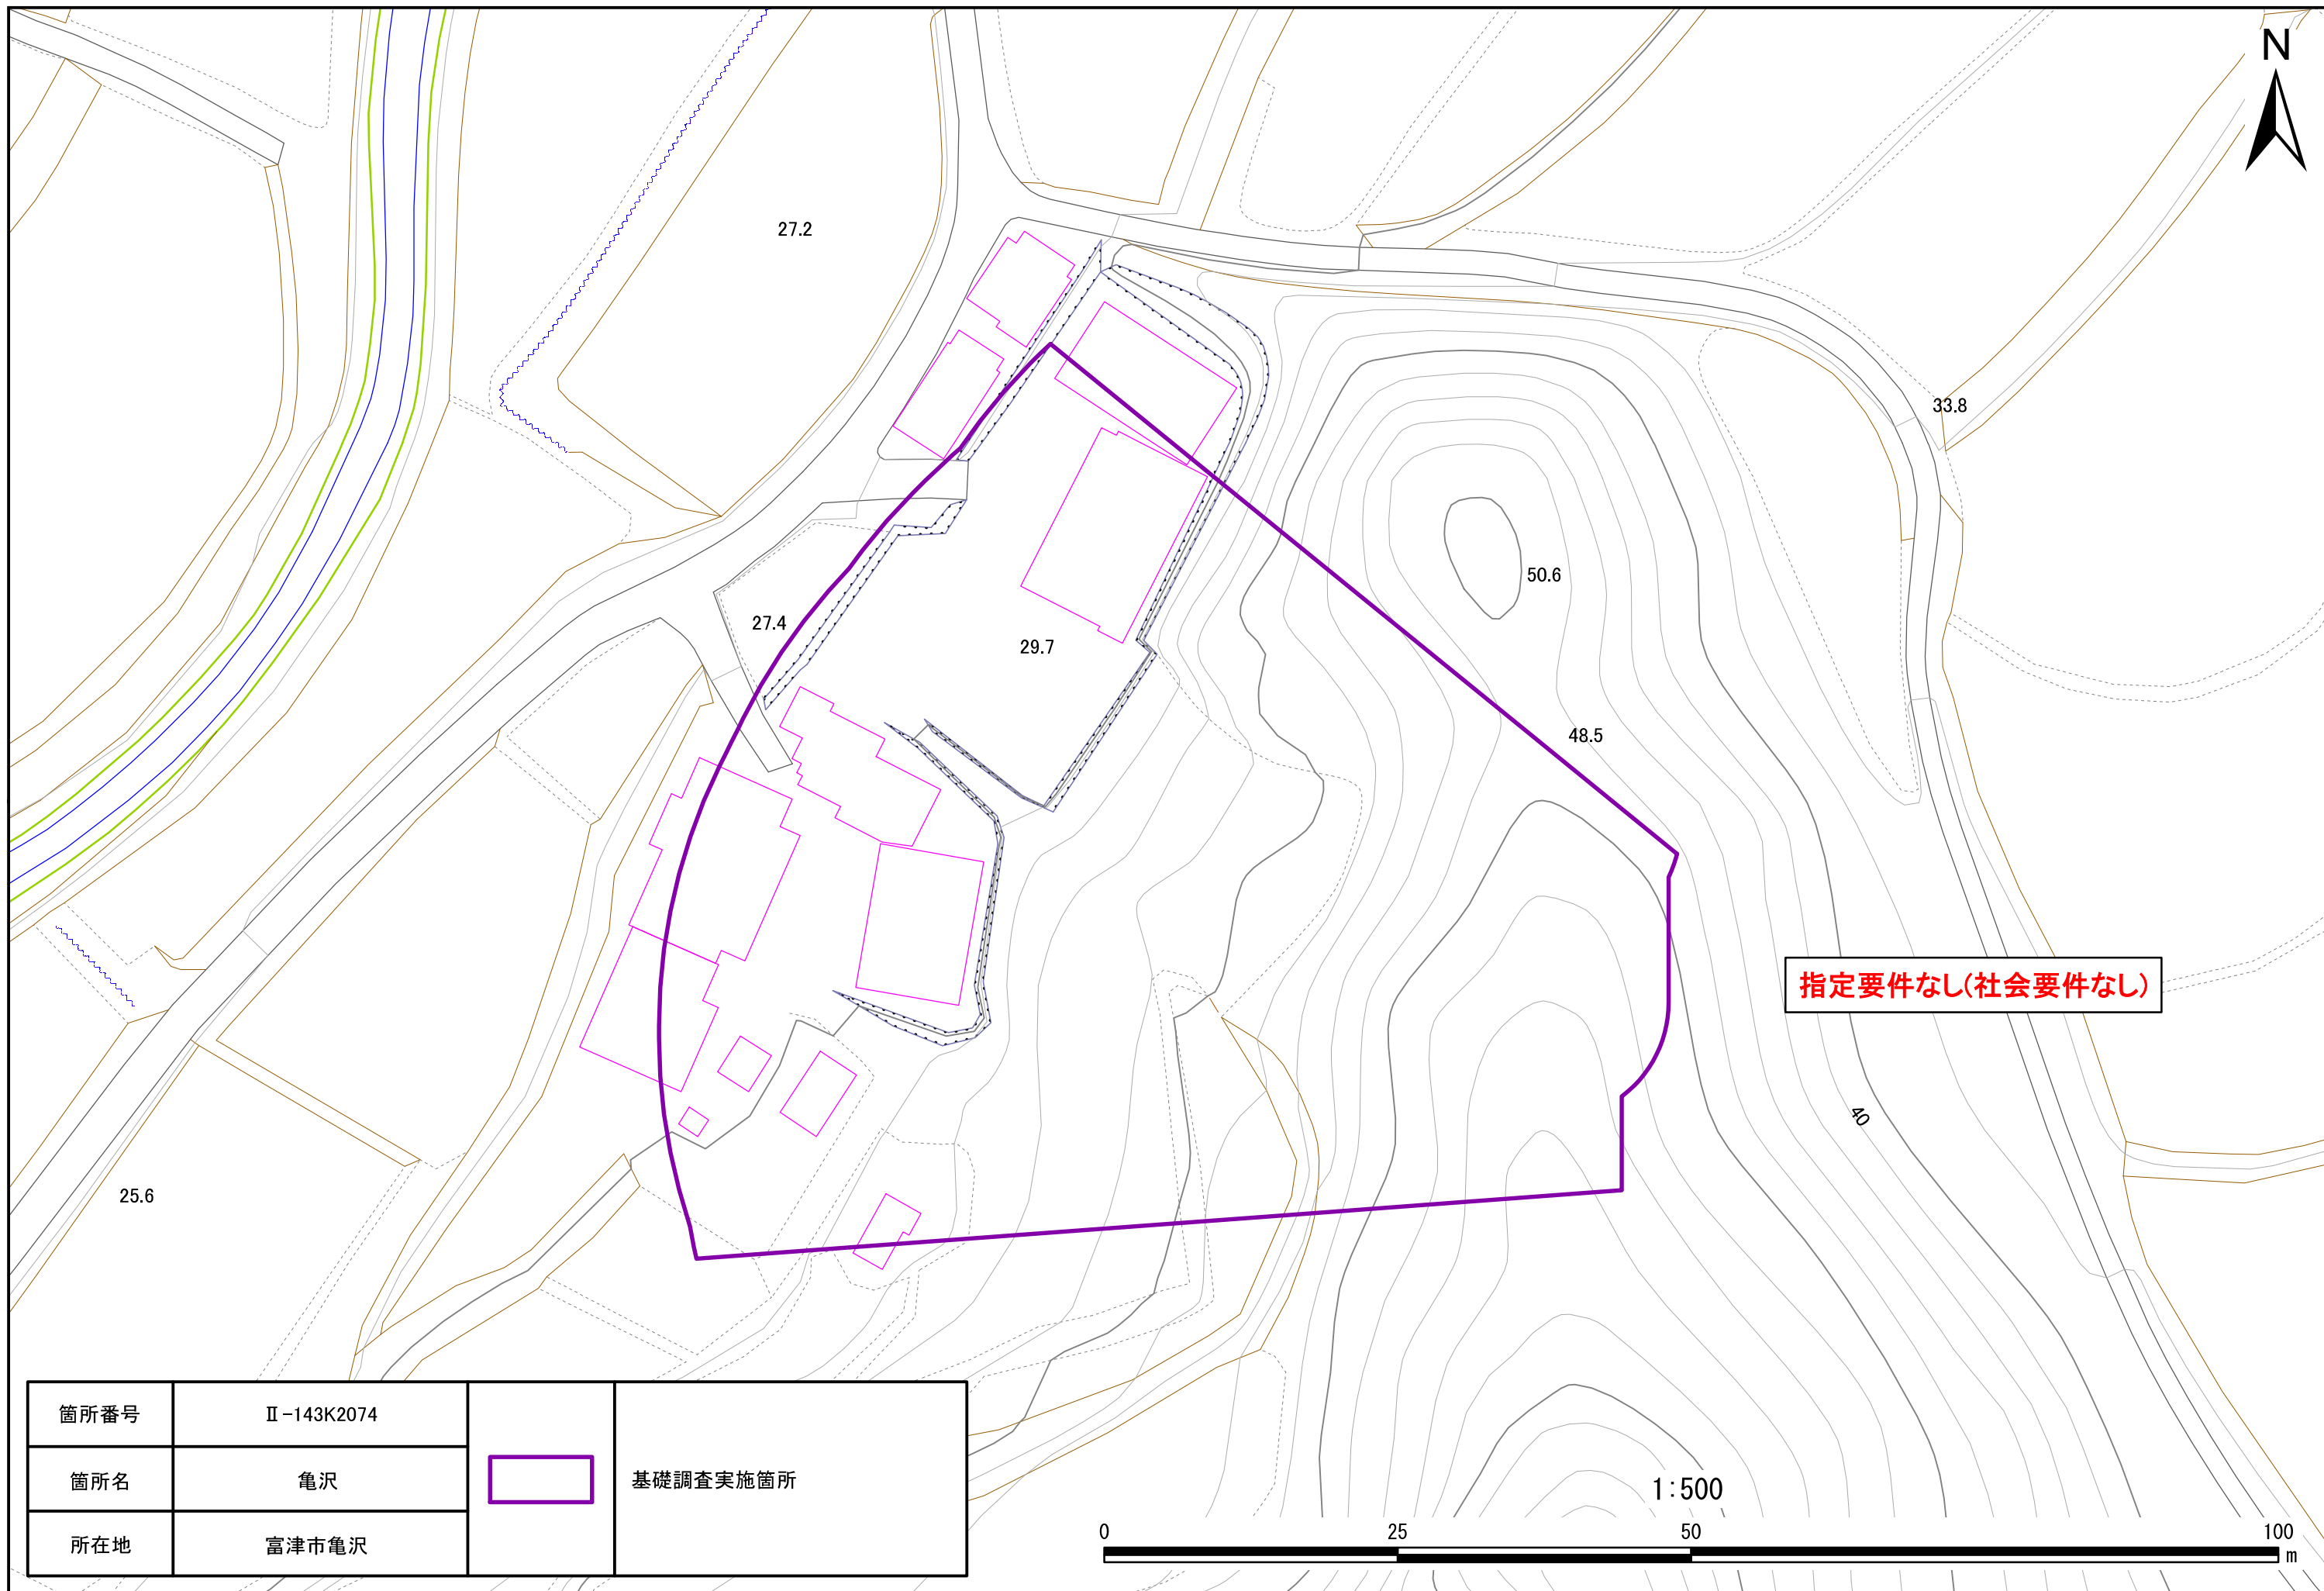 N
27.2
33.8
50.6
27.4
29.7
48.5
指定要件なし(社会要件なし)
40
25.6
箇所番号 Ⅱ-143K2074
箇所名 亀沢
所在地 富津市亀沢
基礎調査実施箇所
1:500
0 25 50 100
m